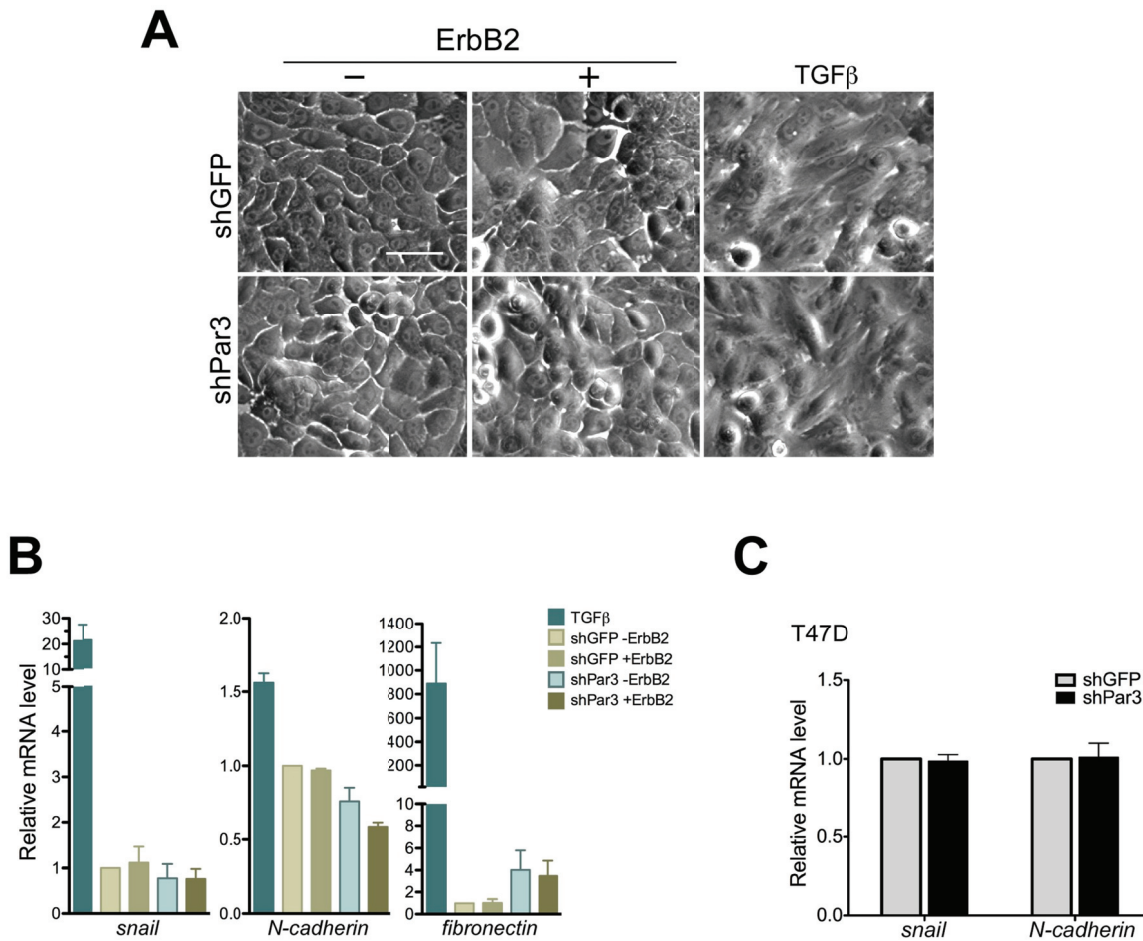 A
ErbB2
− + TGFβ
shGFP
shPar3
B
Relative mRNA level
30
20
10
5
4
3
2
1
0
snail
2.0
1.5
1.0
0.5
0.0
N-cadherin
1400
1200
1000
800
600
400
200
10
8
6
4
2
0
fibronectin
TGFβ
shGFP -ErbB2
shGFP +ErbB2
shPar3 -ErbB2
shPar3 +ErbB2
C
T47D
Relative mRNA level
1.5
1.0
0.5
0.0
snail N-cadherin
shGFP
shPar3